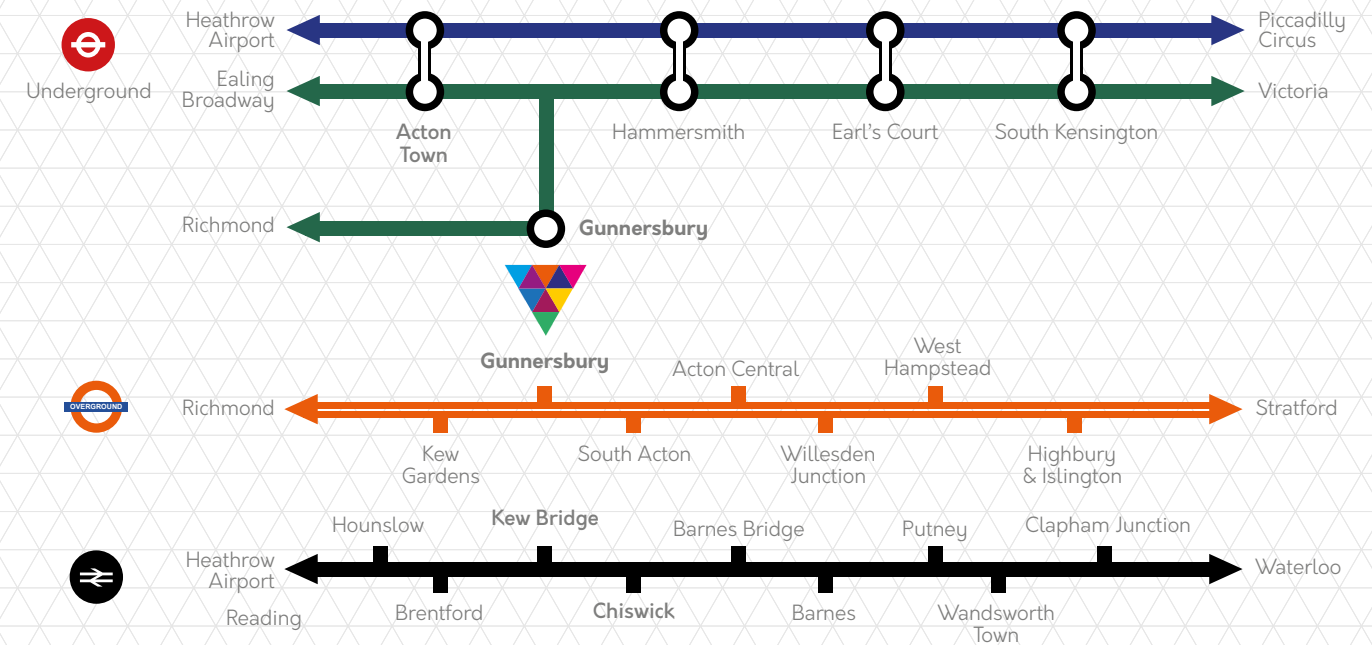 Heathrow
Airport
Piccadilly
Circus
Underground
Ealing
Broadway
Victoria
Acton
Town
Hammersmith
Earl's Court
South Kensington
Richmond
Gunnersbury
Gunnersbury
Acton Central
West
Hampstead
OVERGROUND
Richmond
Stratford
Kew
Gardens
South Acton
Willesden
Junction
Highbury
& Islington
Hounslow
Kew Bridge
Barnes Bridge
Putney
Clapham Junction
Heathrow
Airport
Waterloo
Reading
Brentford
Chiswick
Barnes
Wandsworth
Town